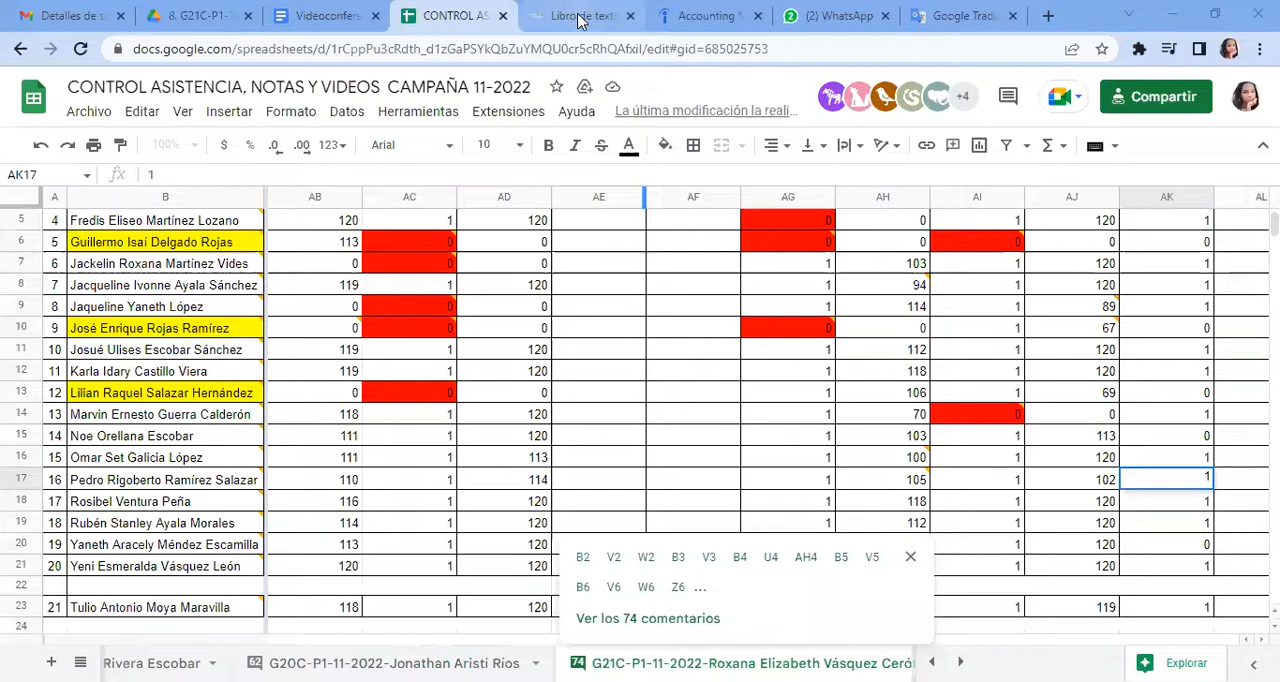 Detalles de su
8. G21C-P1-1
Videoconfere
CONTROL AS
Libro de text
Accounting M
(2) WhatsApp
Google Trad
docs.google.com/spreadsheets/d/1rCppPu3cRdth_d1zGaPSYkQbZuYMQU0cr5cRhQAfxiI/edit#gid=685025753
CONTROL ASISTENCIA, NOTAS Y VIDEOS CAMPAÑA 11-2022
+4
Compartir
Archivo Editar Ver Insertar Formato Datos Herramientas Extensiones Ayuda La última modificación la reali…
100% $ % .0 .00 123 Arial 10 B I S A
AK17 fx 1
A B AB AC AD AE AF AG AH AI AJ AK AL
5 4 Fredis Eliseo Martínez Lozano 120 1 120 0 0 1 120 1
6 5 Guillermo Isaí Delgado Rojas 113 0 0 0 0 0 0 0
7 6 Jackelin Roxana Martínez Vides 0 0 0 1 103 1 120 1
8 7 Jacqueline Ivonne Ayala Sánchez 119 1 120 1 94 1 120 1
9 8 Jaqueline Yaneth López 0 0 0 1 114 1 89 1
10 9 José Enrique Rojas Ramírez 0 0 0 0 0 1 67 0
11 10 Josué Ulises Escobar Sánchez 119 1 120 1 112 1 120 1
12 11 Karla Idary Castillo Viera 119 1 120 1 118 1 120 1
13 12 Lilian Raquel Salazar Hernández 0 0 0 1 106 1 69 0
14 13 Marvin Ernesto Guerra Calderón 118 1 120 1 70 0 0 1
15 14 Noe Orellana Escobar 111 1 120 1 103 1 113 0
16 15 Omar Set Galicia López 111 1 113 1 100 1 120 1
17 16 Pedro Rigoberto Ramírez Salazar 110 1 114 1 105 1 102 1
18 17 Rosibel Ventura Peña 116 1 120 1 118 1 120 1
19 18 Rubén Stanley Ayala Morales 114 1 120 1 112 1 120 1
20 19 Yaneth Aracely Méndez Escamilla 113 1 120 1 120 0
21 20 Yeni Esmeralda Vásquez León 120 1 120 1 120 1
22
23 21 Tulio Antonio Moya Maravilla 118 1 120 1 119 1
24
B2 V2 W2 B3 V3 B4 U4 AH4 B5 V5
B6 V6 W6 Z6 ...
Ver los 74 comentarios
Rivera Escobar
62 G20C-P1-11-2022-Jonathan Aristi Ríos
74 G21C-P1-11-2022-Roxana Elizabeth Vásquez Ceró
Explorar